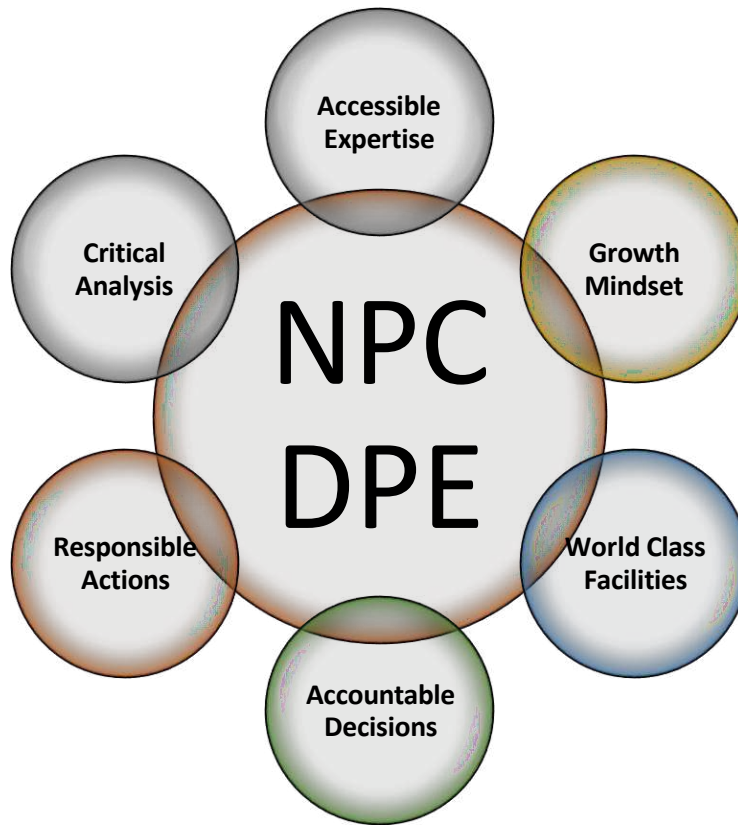 Accessible
Expertise
Critical
Analysis
Growth
Mindset
NPC
DPE
Responsible
Actions
World Class
Facilities
Accountable
Decisions